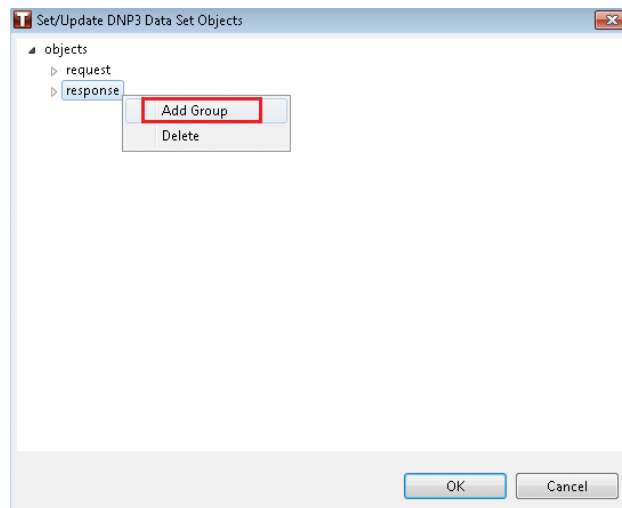 Set/Update DNP3 Data Set Objects
objects
request
response
Add Group
Delete
OK
Cancel